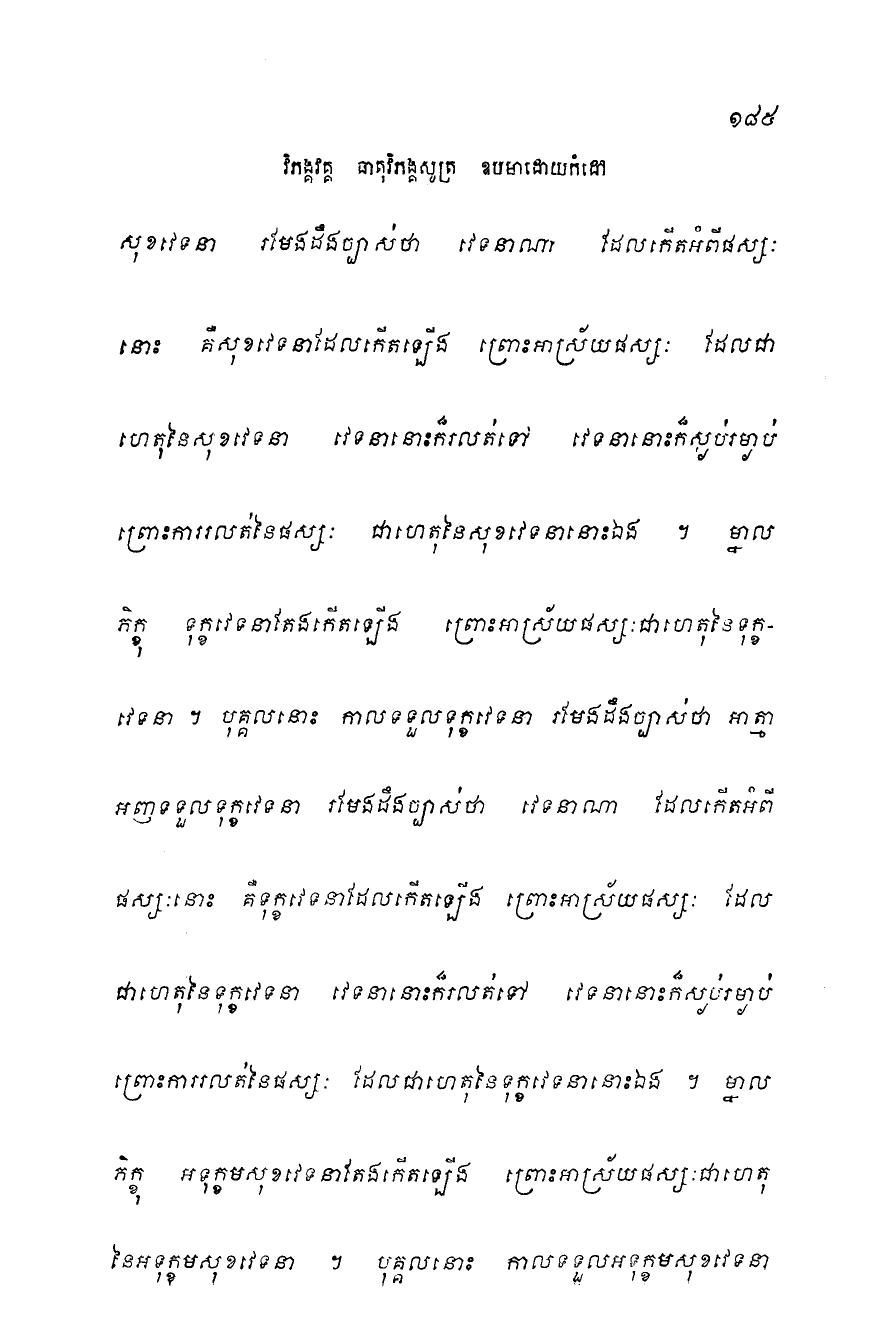 ១៨៥
វិភង្គវគ្គ ធាតុវិភង្គសូត្រ ឧបមាដោយកំដៅ
សុខវេទនា រមែងដឹងច្បាស់ថា វេទនាណា ដែលកើតអំពីផស្សៈ
នោះ គឺសុខវេទនាដែលកើតឡើង ព្រោះអាស្រ័យផស្សៈ ដែលជា
ហេតុនៃសុខវេទនា វេទនានោះក៏រលត់ទៅ វេទនានោះក៏ស្ងប់រម្ងាប់
ព្រោះការរលត់នៃផស្សៈ ជាហេតុនៃសុខវេទនានោះឯង ។ ម្នាល
ភិក្ខុ ទុក្ខវេទនាតែងកើតឡើង ព្រោះអាស្រ័យផស្សៈជាហេតុនៃទុក្ខ-
វេទនា ។ បុគ្គលនោះ កាលទទួលទុក្ខវេទនា រមែងដឹងច្បាស់ថា អាត្មា
អញទទួលទុក្ខវេទនា រមែងដឹងច្បាស់ថា វេទនាណា ដែលកើតអំពី
ផស្សៈនោះ គឺទុក្ខវេទនាដែលកើតឡើង ព្រោះអាស្រ័យផស្សៈ ដែល
ជាហេតុនៃទុក្ខវេទនា វេទនានោះក៏រលត់ទៅ វេទនានោះក៏ស្ងប់រម្ងាប់
ព្រោះការរលត់នៃផស្សៈ ដែលជាហេតុនៃទុក្ខវេទនានោះឯង ។ ម្នាល
ភិក្ខុ អទុក្ខមសុខវេទនាតែងកើតឡើង ព្រោះអាស្រ័យផស្សៈជាហេតុ
នៃអទុក្ខមសុខវេទនា ។ បុគ្គលនោះ កាលទទួលអទុក្ខមសុខវេទនា